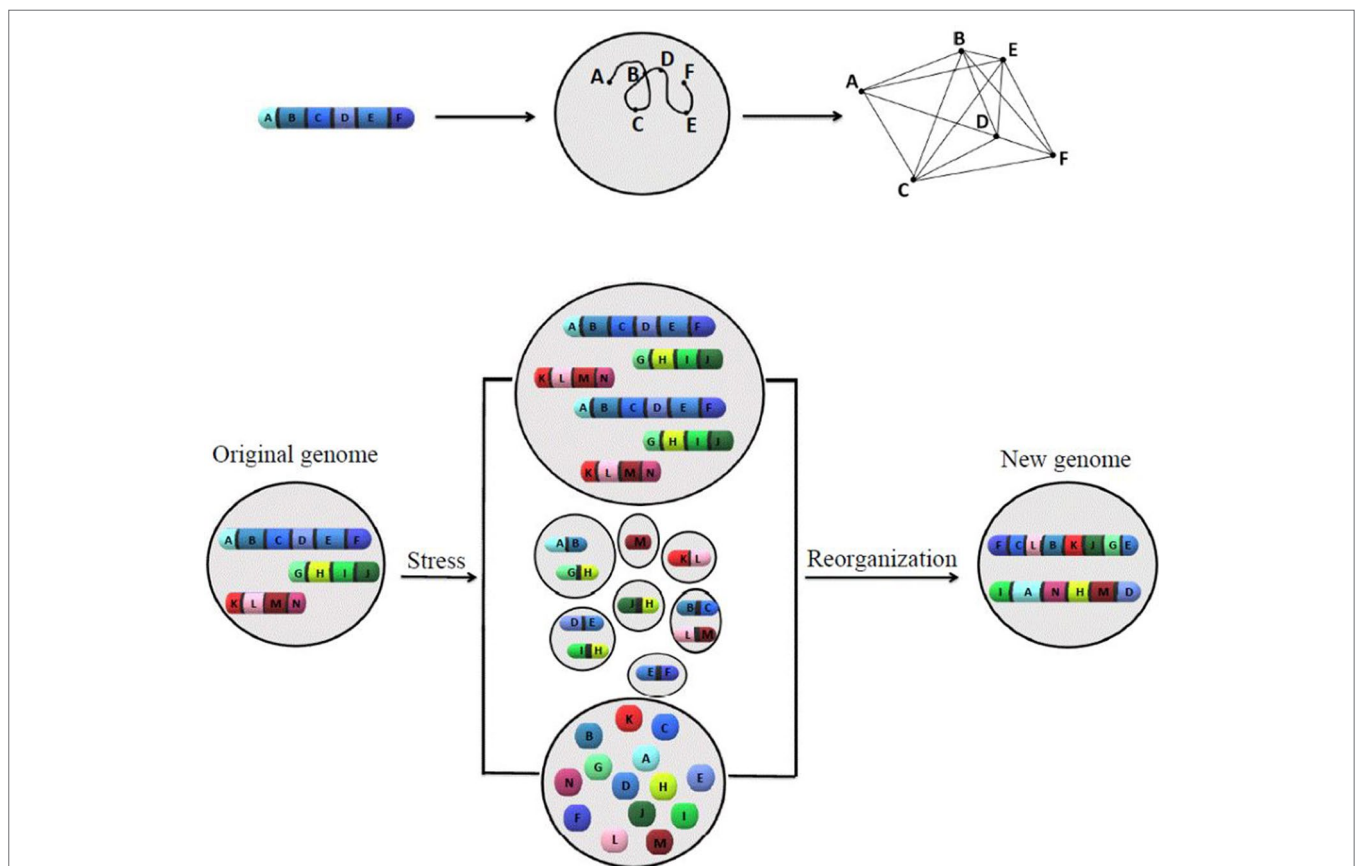 A B C D E F
A B C D E F
A B C D E F
A B C D E F
G H I J
K L M N
A B C D E F
G H I J
K L M N
Original genome
A B C D E F
G H I J
K L M N
Stress
A B
G H
M
K L
J H
D E
I H
B C
L M
E F
K
B
C
G
A
N
D
H
E
F
J
I
L
M
Reorganization
New genome
F C L B K J G E
I A N H M D